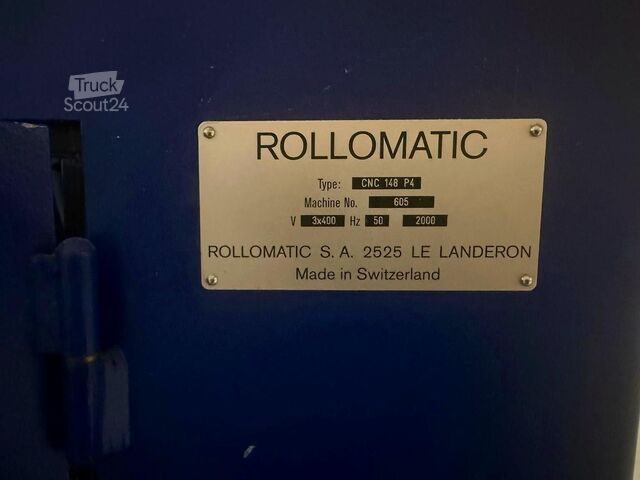 Truck
Scout24
ROLLOMATIC
Type: CNC 148 P4
Machine No. 605
V 3x400 Hz 50 2000
ROLLOMATIC S.A. 2525 LE LANDERON
Made in Switzerland